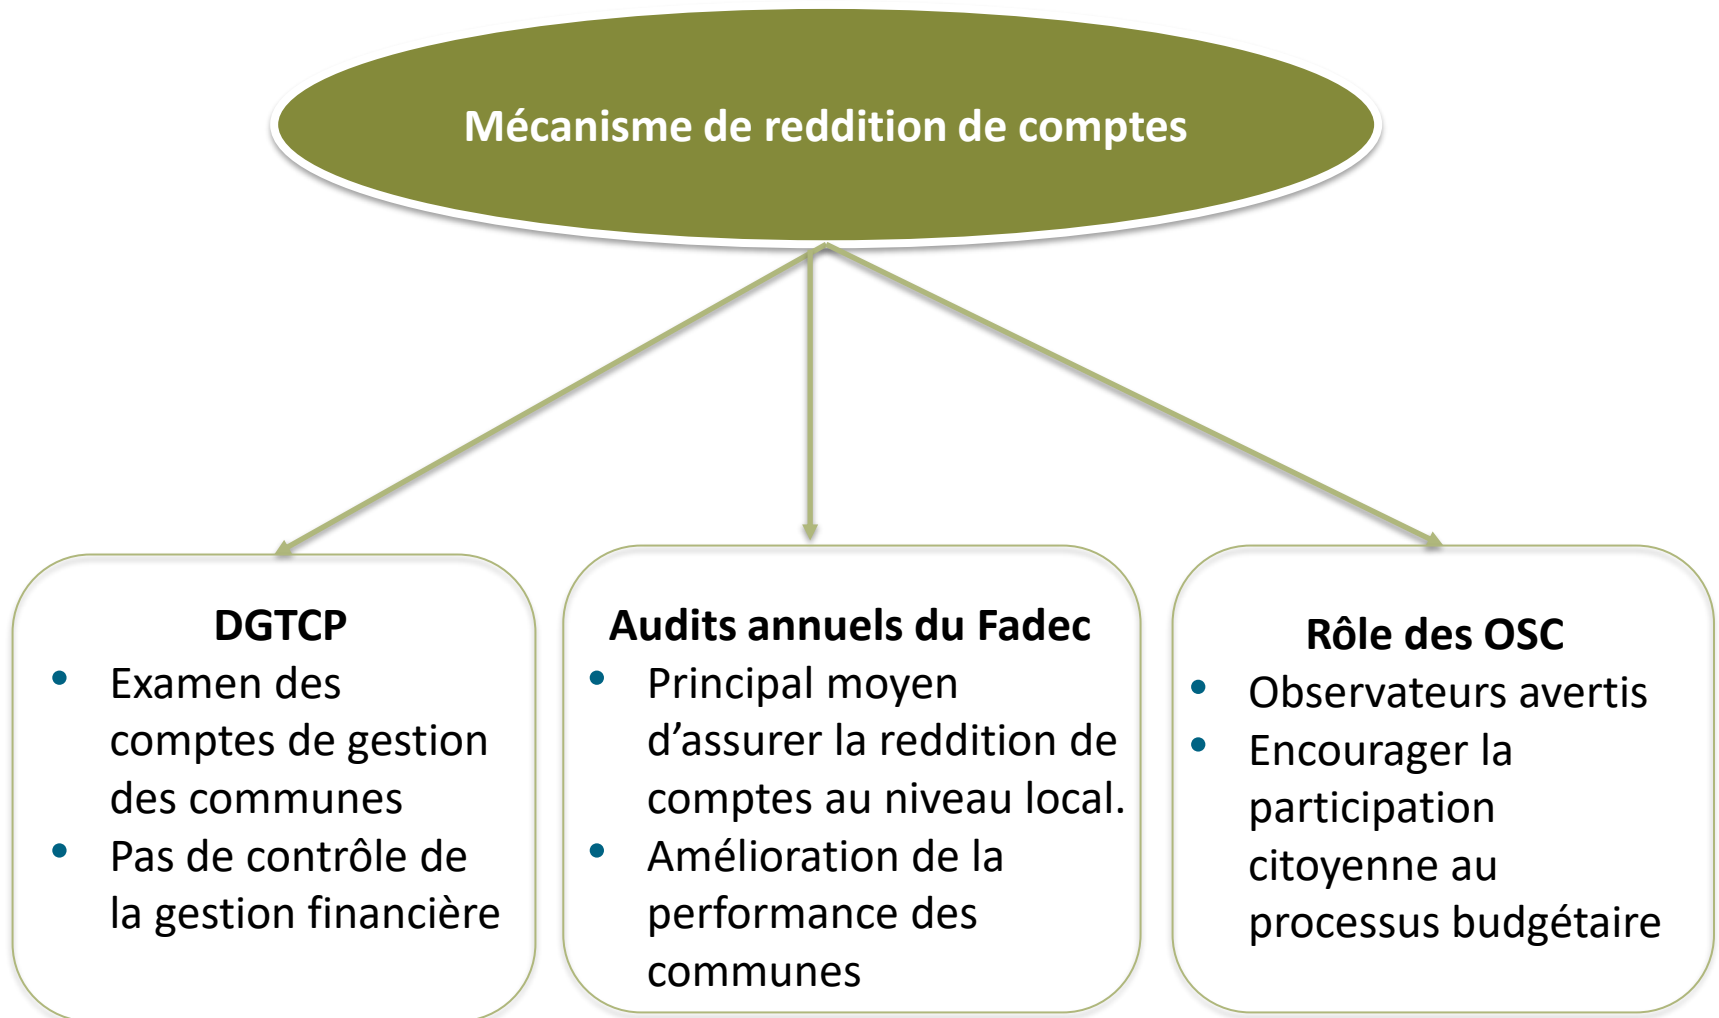 Mécanisme de reddition de comptes
DGTCP
• Examen des
comptes de gestion
des communes
• Pas de contrôle de
la gestion financière
Audits annuels du Fadec
• Principal moyen
d’assurer la reddition de
comptes au niveau local.
• Amélioration de la
performance des
communes
Rôle des OSC
• Observateurs avertis
• Encourager la
participation
citoyenne au
processus budgétaire